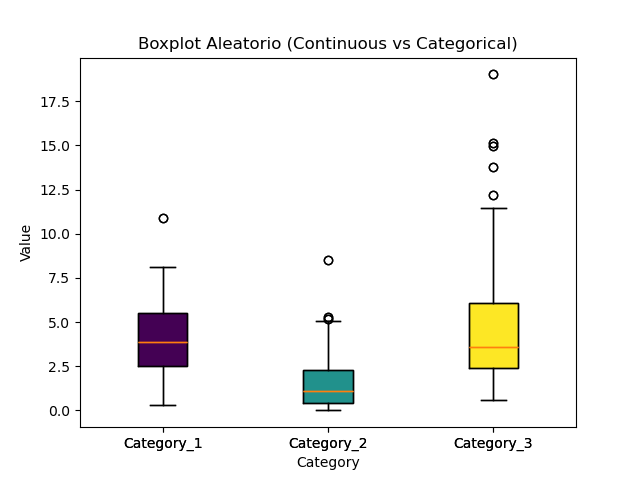 Boxplot Aleatorio (Continuous vs Categorical)
17.5
15.0
12.5
10.0
7.5
5.0
2.5
0.0
Value
Category_1 Category_2 Category_3
Category